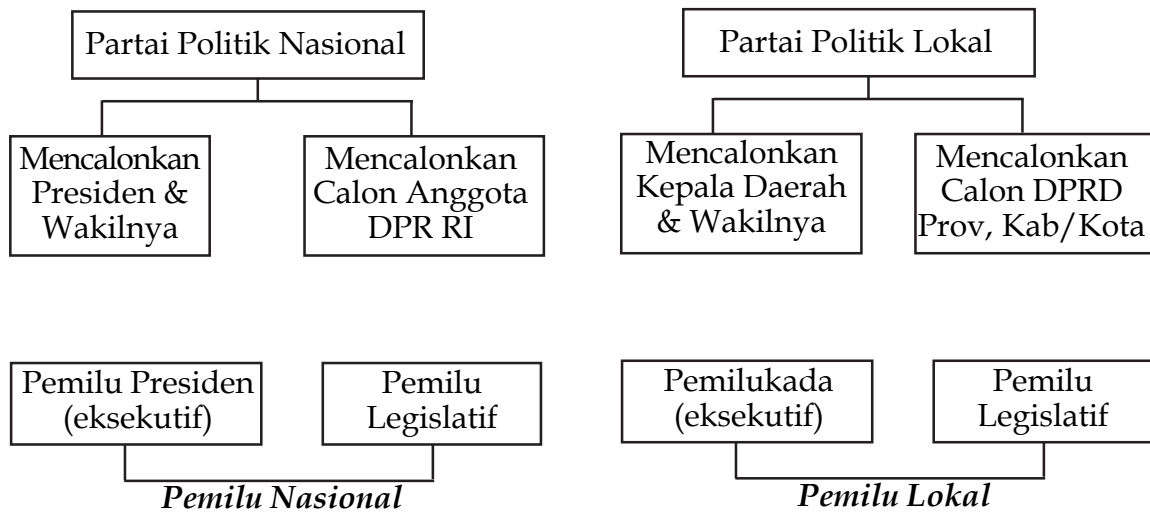 Partai Politik Nasional
Mencalonkan
Presiden &
Wakilnya
Mencalonkan
Calon Anggota
DPR RI
Partai Politik Lokal
Mencalonkan
Kepala Daerah
& Wakilnya
Mencalonkan
Calon DPRD
Prov, Kab/Kota
Pemilu Presiden
(eksekutif)
Pemilu
Legislatif
Pemilu Nasional
Pemilukada
(eksekutif)
Pemilu
Legislatif
Pemilu Lokal